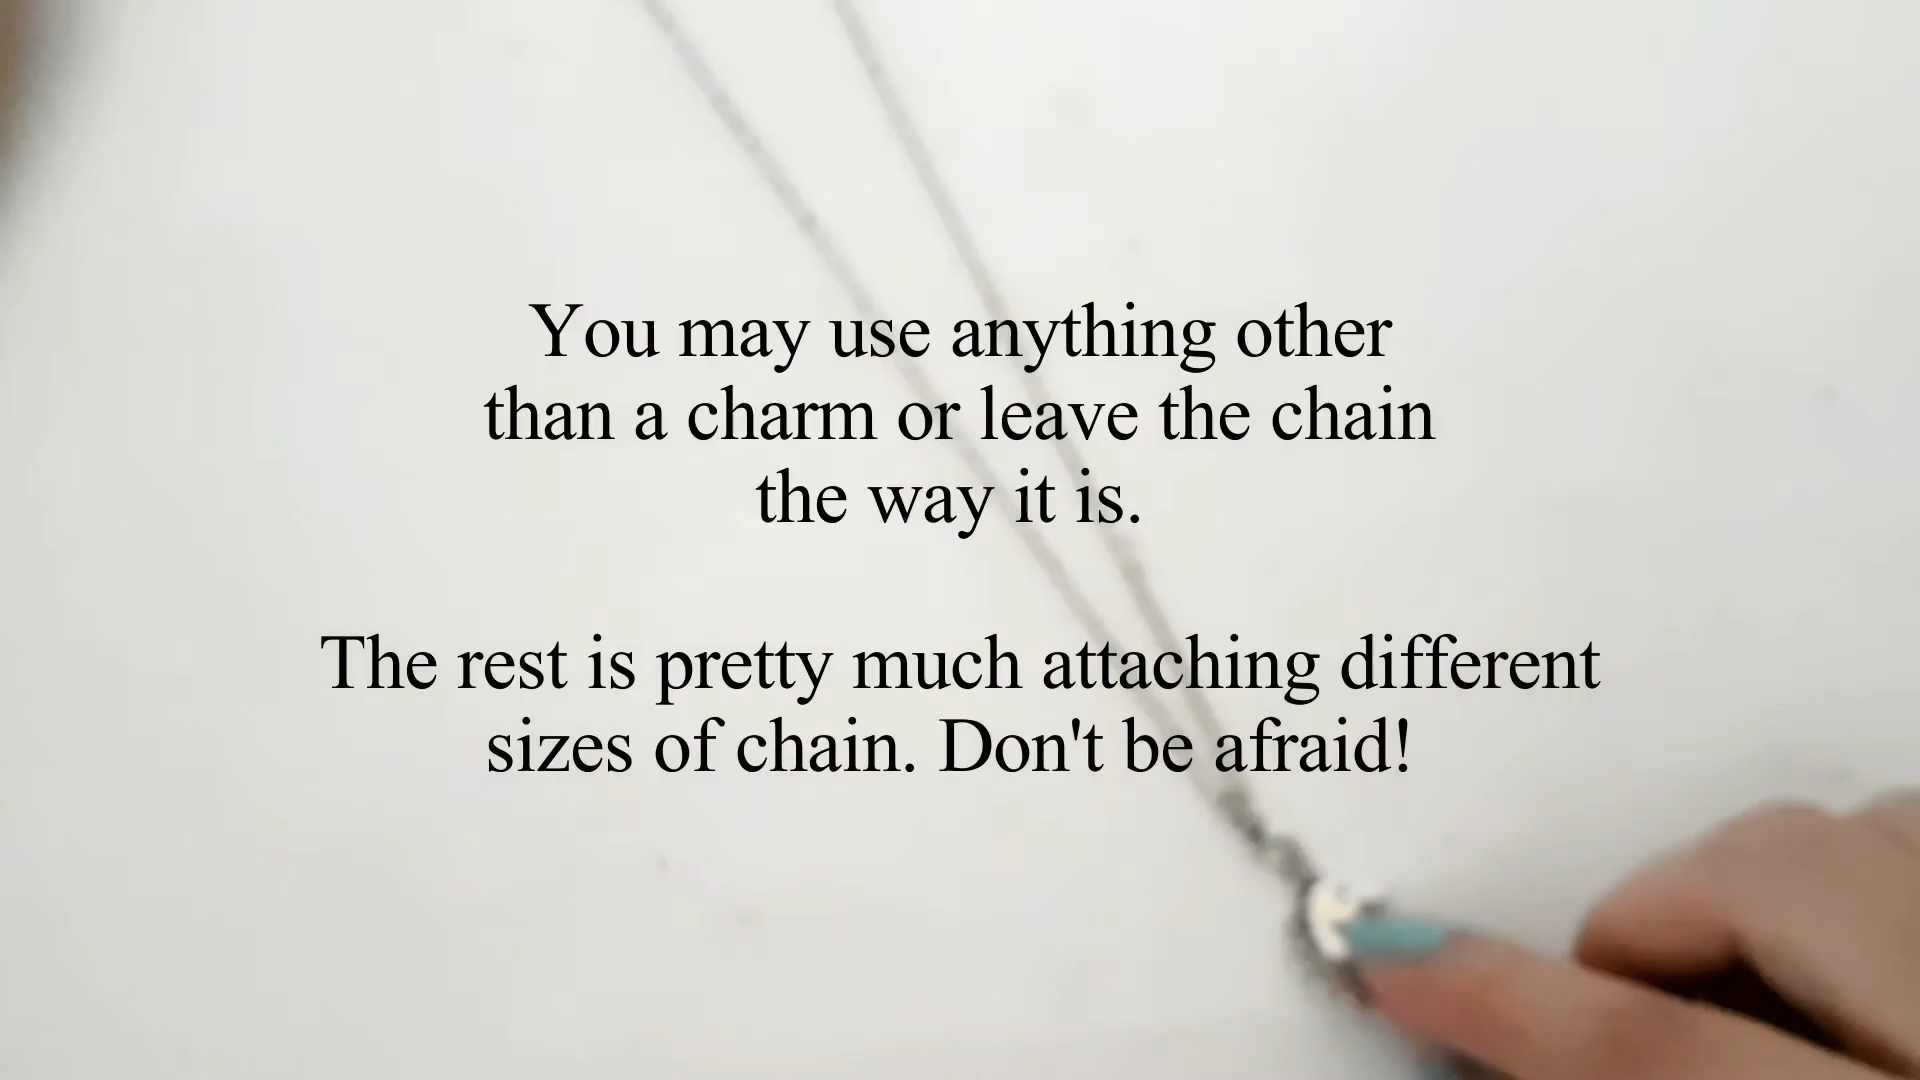 You may use anything other
than a charm or leave the chain
the way it is.
The rest is pretty much attaching different
sizes of chain. Don't be afraid!